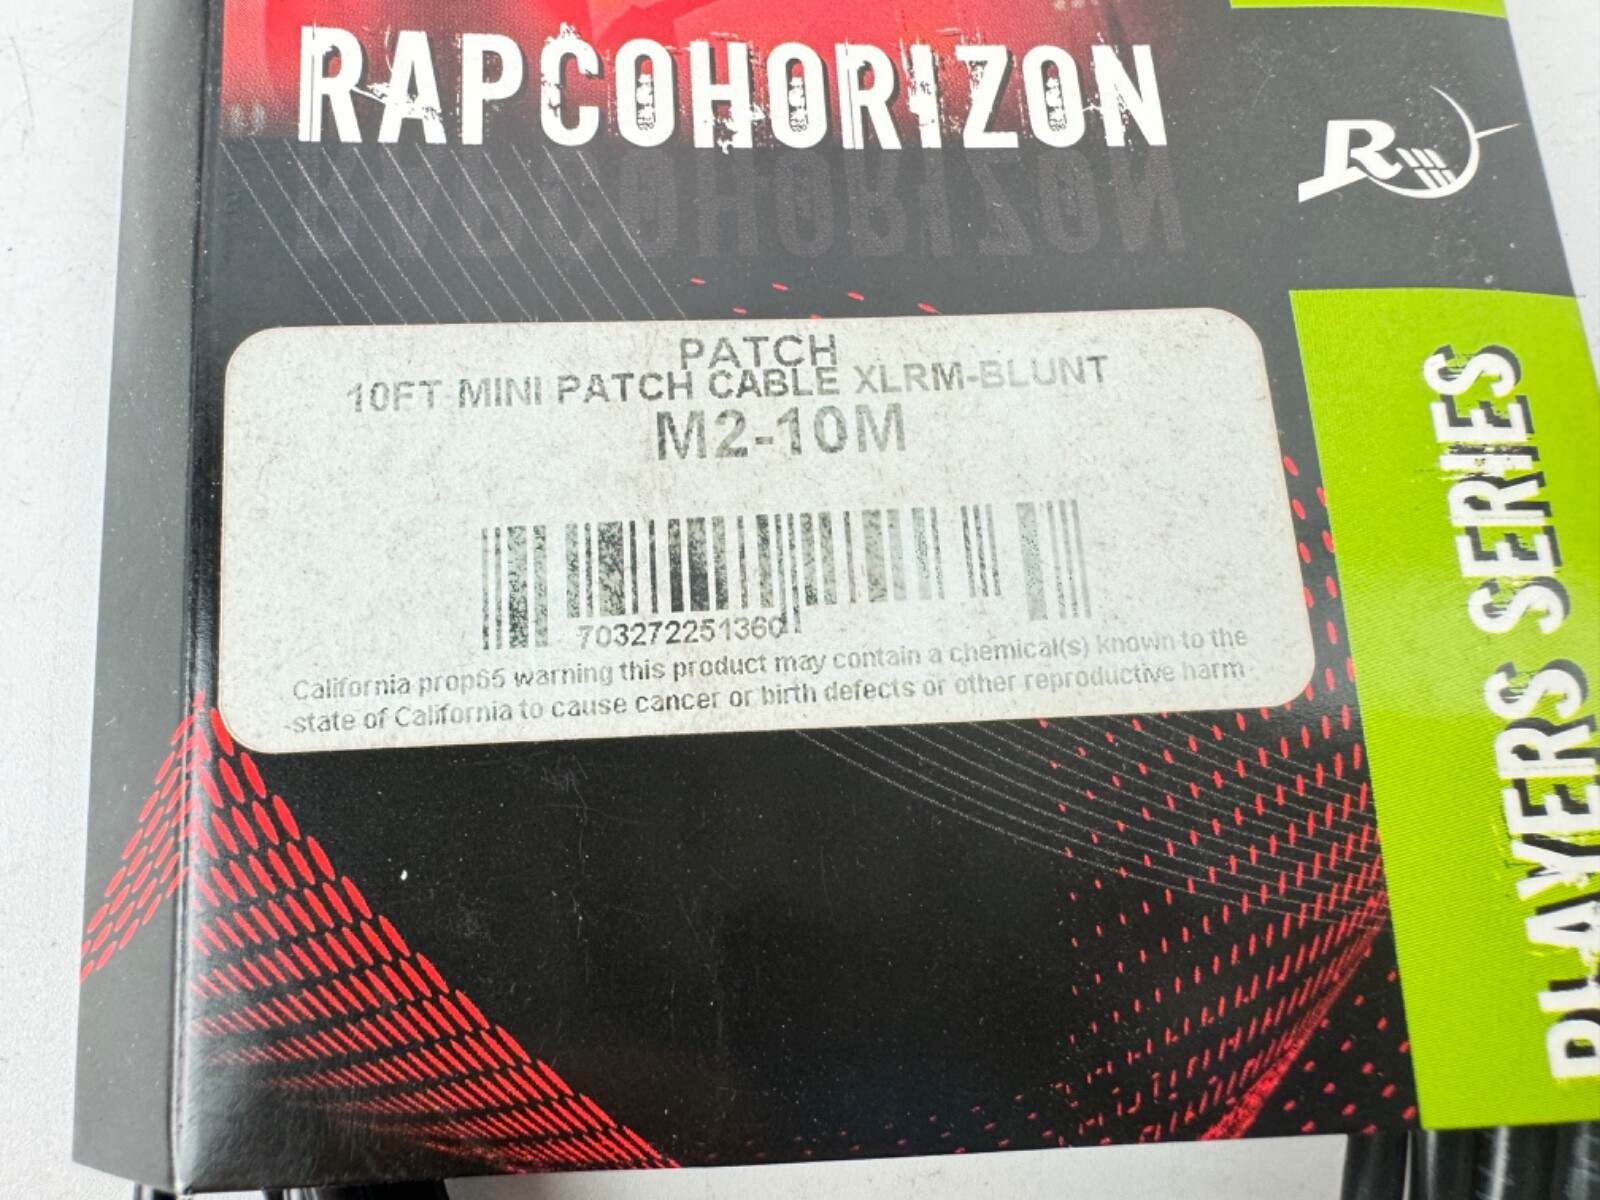 RAPCOHORIZON
R
PATCH
10FT MINI PATCH CABLE XLRM-BLUNT
M2-10M
703272251360
California prop65 warning this product may contain a chemical(s) known to the
state of California to cause cancer or birth defects or other reproductive harm
PLAYERS SERIES